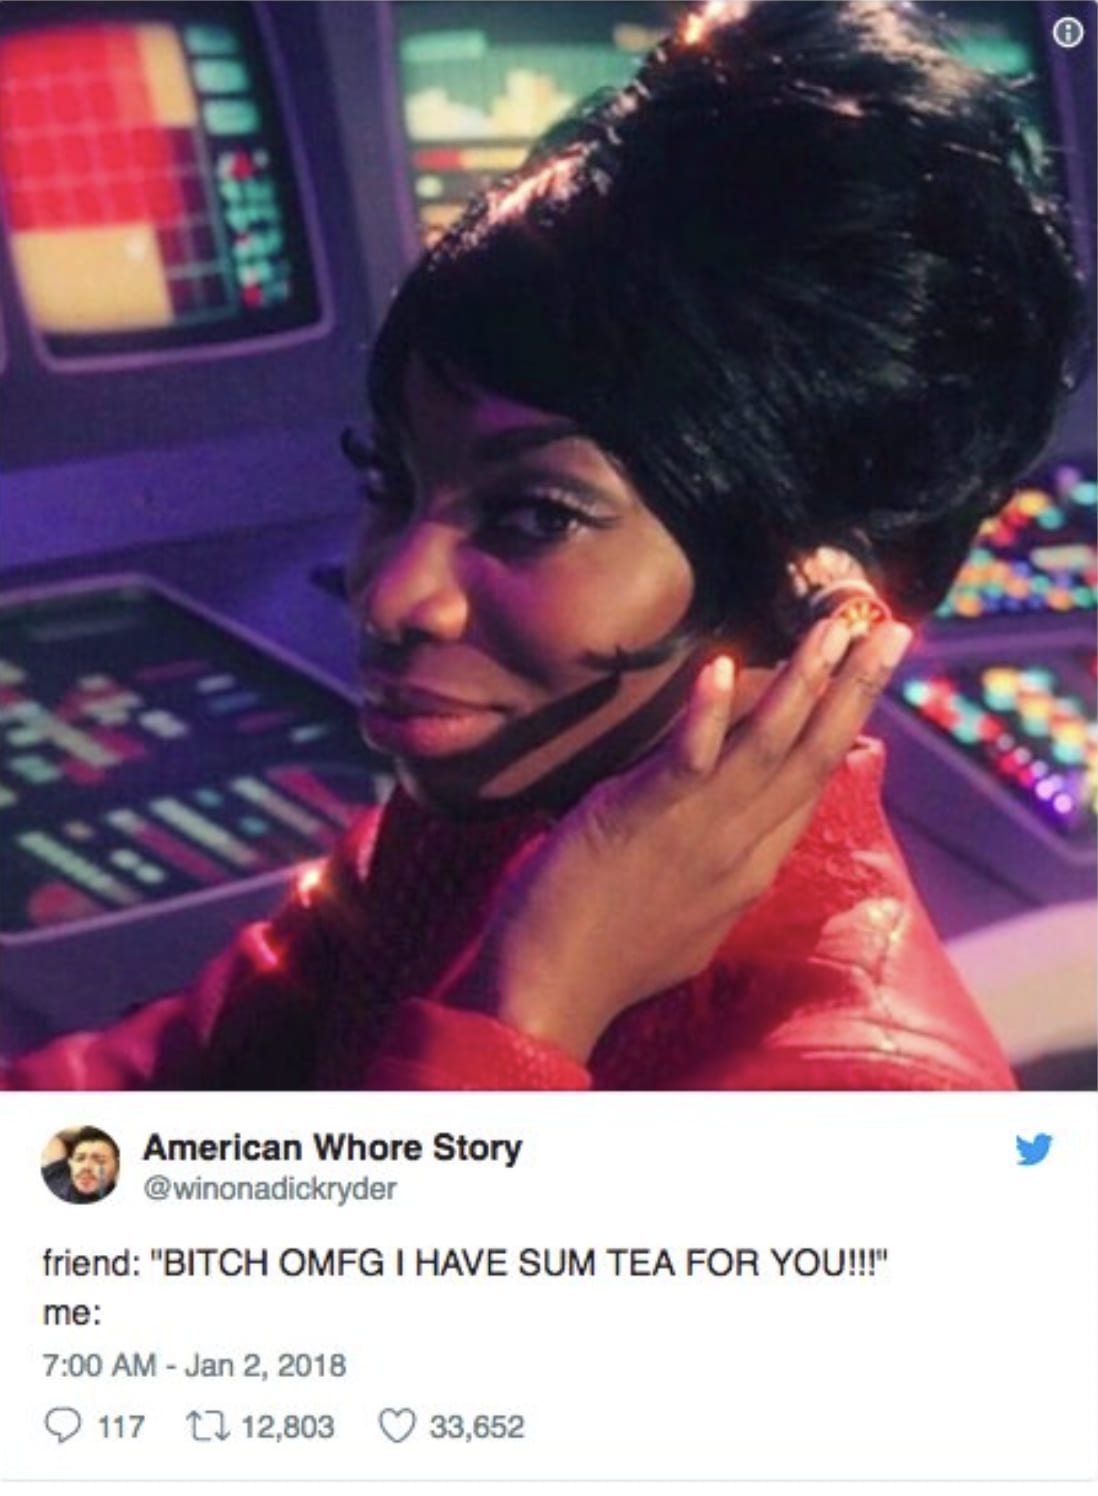 American Whore Story
@winonadickryder
friend: "BITCH OMFG I HAVE SUM TEA FOR YOU!!!"
me:
7:00 AM - Jan 2, 2018
117 12,803 33,652